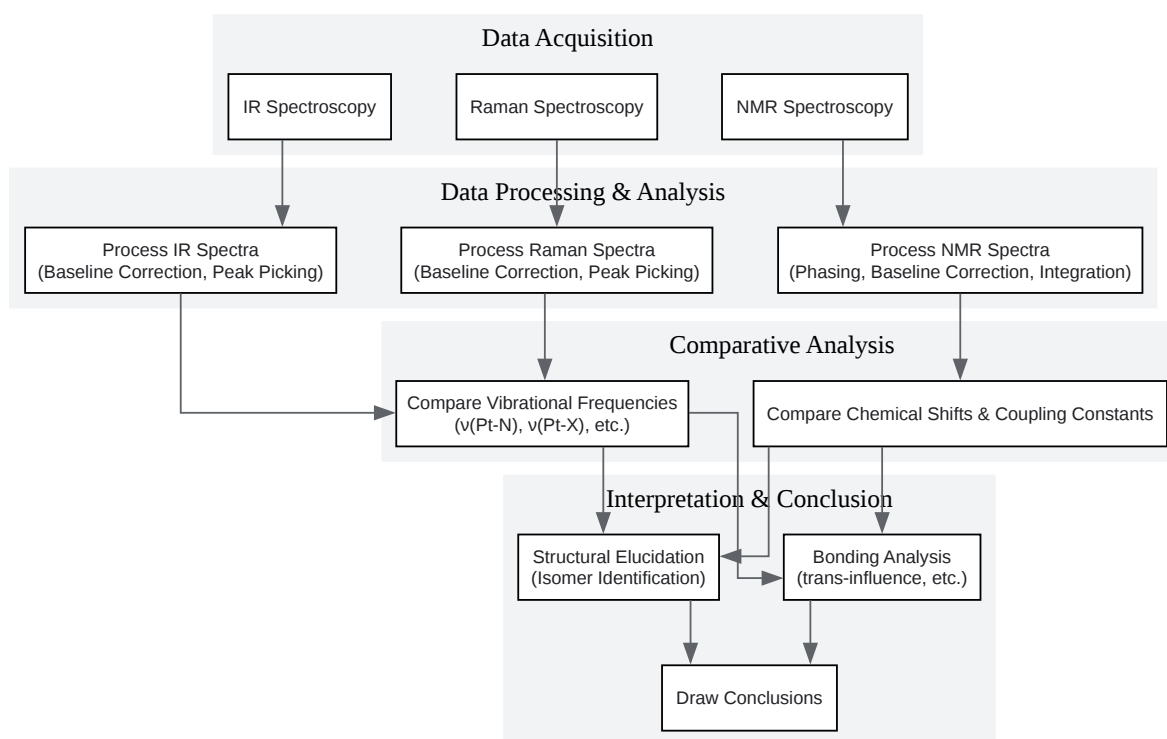 Data Acquisition
IR Spectroscopy
Raman Spectroscopy
NMR Spectroscopy
Data Processing & Analysis
Process IR Spectra
(Baseline Correction, Peak Picking)
Process Raman Spectra
(Baseline Correction, Peak Picking)
Process NMR Spectra
(Phasing, Baseline Correction, Integration)
Comparative Analysis
Compare Vibrational Frequencies
(ν(Pt-N), ν(Pt-X), etc.)
Compare Chemical Shifts & Coupling Constants
Interpretation & Conclusion
Structural Elucidation
(Isomer Identification)
Bonding Analysis
(trans-influence, etc.)
Draw Conclusions